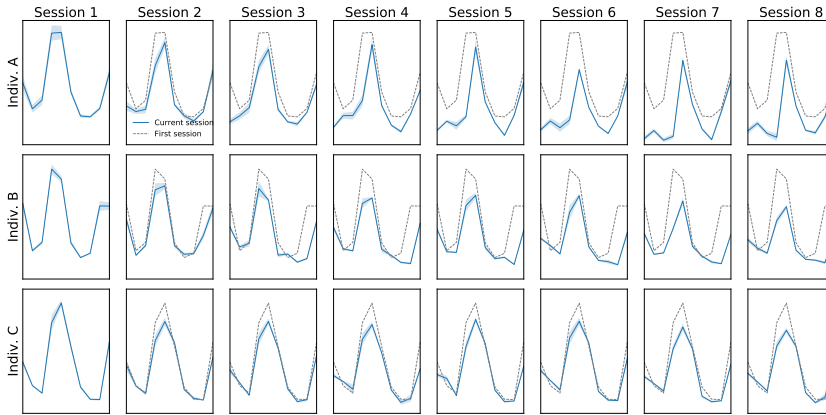 Session 1 Session 2 Session 3 Session 4 Session 5 Session 6 Session 7 Session 8
Indiv. A
Current session
First session
Indiv. B
Indiv. C